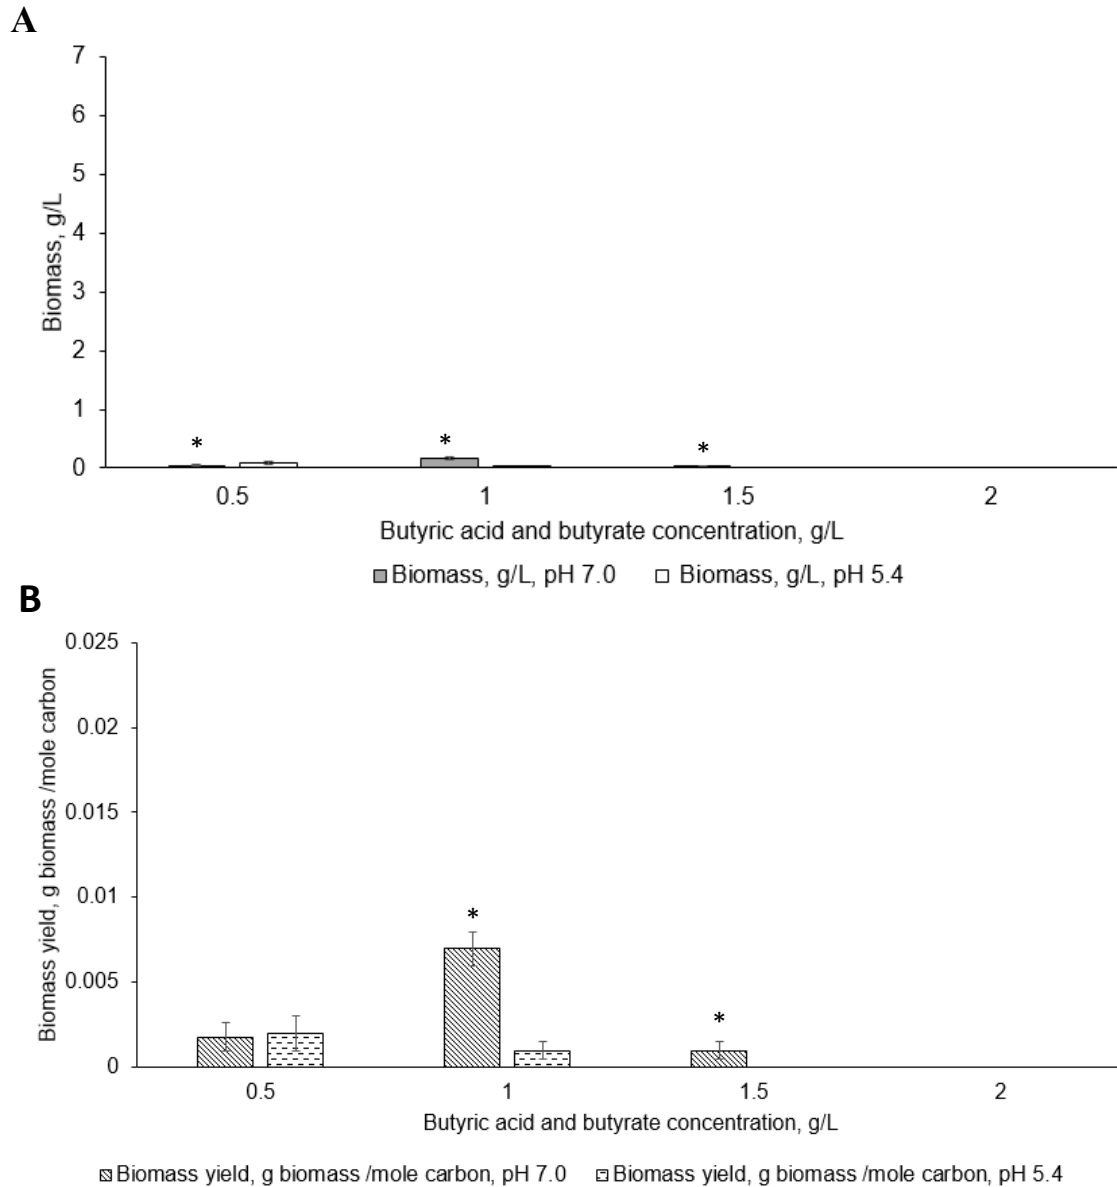 A
7
6
5
4
3
2
1
0
Biomass, g/L
*
*
*
0.5 1 1.5 2
Butyric acid and butyrate concentration, g/L
Biomass, g/L, pH 7.0 Biomass, g/L, pH 5.4
B
0.025
0.02
0.015
0.01
0.005
0
Biomass yield, g biomass /mole carbon
*
*
0.5 1 1.5 2
Butyric acid and butyrate concentration, g/L
Biomass yield, g biomass /mole carbon, pH 7.0 Biomass yield, g biomass /mole carbon, pH 5.4